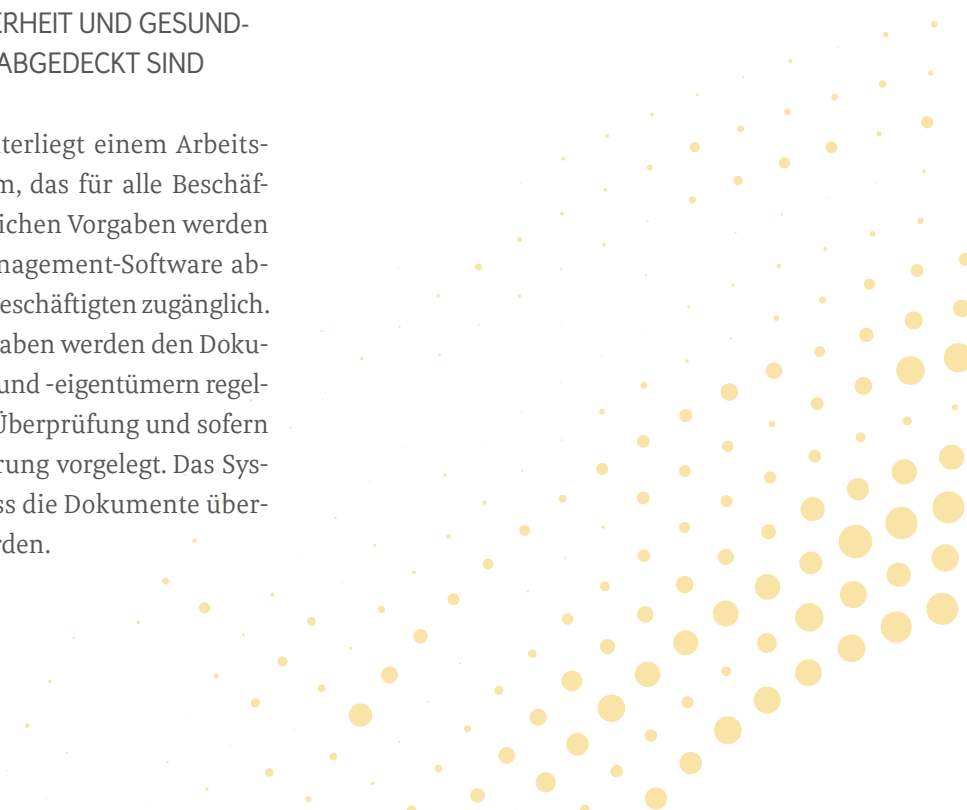 ERHEIT UND GESUND-
ABGEDECKT SIND
terliegt einem Arbeits-
m, das für alle Beschäf-
lichen Vorgaben werden
nagement-Software ab-
eschäftigten zugänglich.
aben werden den Doku-
und -eigentümern regel-
Überprüfung und sofern
rung vorgelegt. Das Sys-
ss die Dokumente über-
rden.